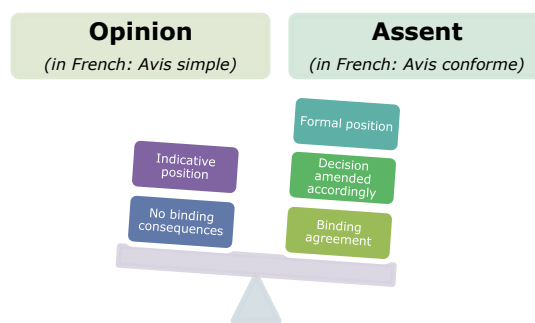 Opinion
(in French: Avis simple)
Assent
(in French: Avis conforme)
Indicative
position
No binding
consequences
Formal position
Decision
amended
accordingly
Binding
agreement